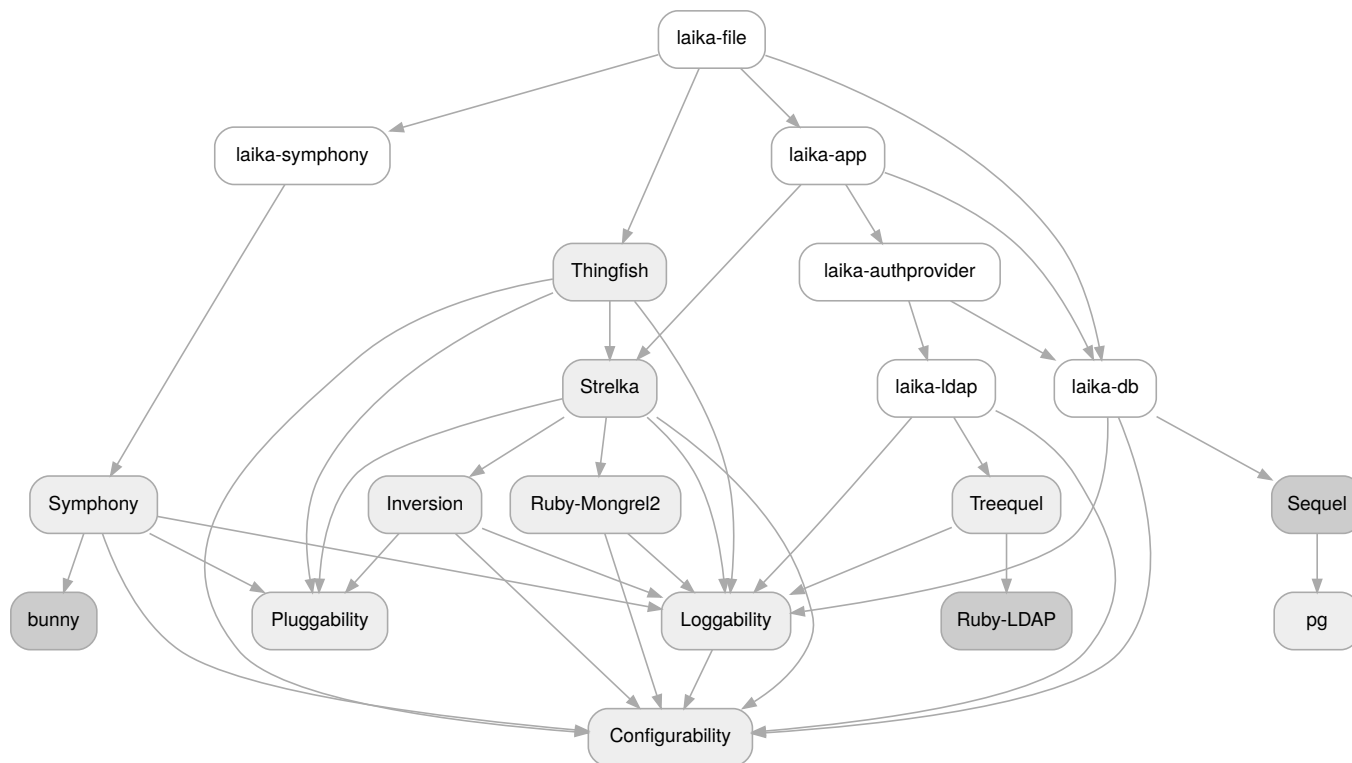 laika-file
laika-symphony
laika-app
Thingfish
laika-authprovider
Strelka
laika-ldap
laika-db
Symphony
Inversion
Ruby-Mongrel2
Treequel
Sequel
bunny
Pluggability
Loggability
Ruby-LDAP
pg
Configurability